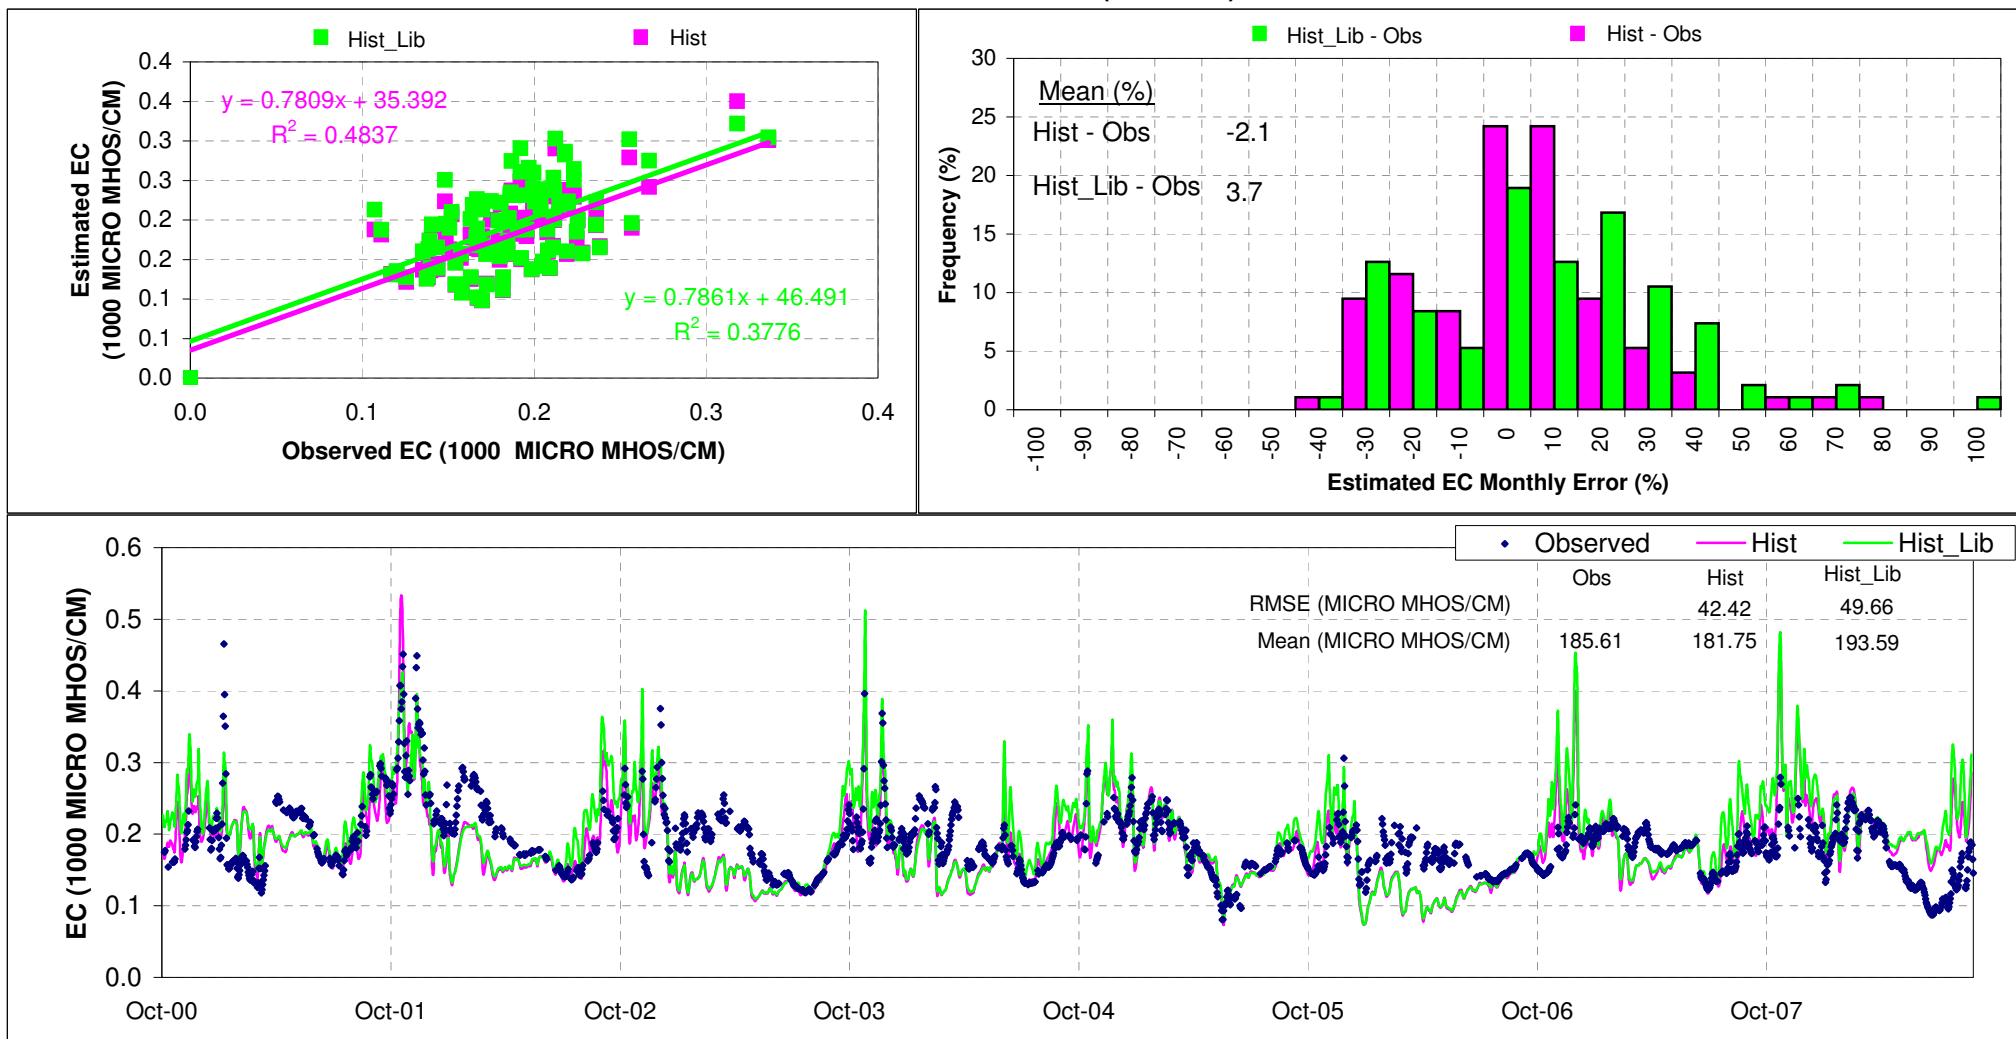 Hist_Lib Hist
0.4
0.4
0.3
0.3
0.2
0.2
0.1
0.1
0.0
Estimated EC
(1000 MICRO MHOS/CM)
y = 0.7809x + 35.392
R² = 0.4837
y = 0.7861x + 46.491
R² = 0.3776
0.0 0.1 0.2 0.3 0.4
Observed EC (1000 MICRO MHOS/CM)
Hist_Lib - Obs Hist - Obs
30
25
20
15
10
5
0
Frequency (%)
Mean (%)
Hist - Obs -2.1
Hist_Lib - Obs 3.7
-100 -90 -80 -70 -60 -50 -40 -30 -20 -10 0 10 20 30 40 50 60 70 80 90 100
Estimated EC Monthly Error (%)
Observed Hist Hist_Lib
Obs Hist Hist_Lib
RMSE (MICRO MHOS/CM) 42.42 49.66
Mean (MICRO MHOS/CM) 185.61 181.75 193.59
0.6
0.5
0.4
0.3
0.2
0.1
0.0
EC (1000 MICRO MHOS/CM)
Oct-00 Oct-01 Oct-02 Oct-03 Oct-04 Oct-05 Oct-06 Oct-07